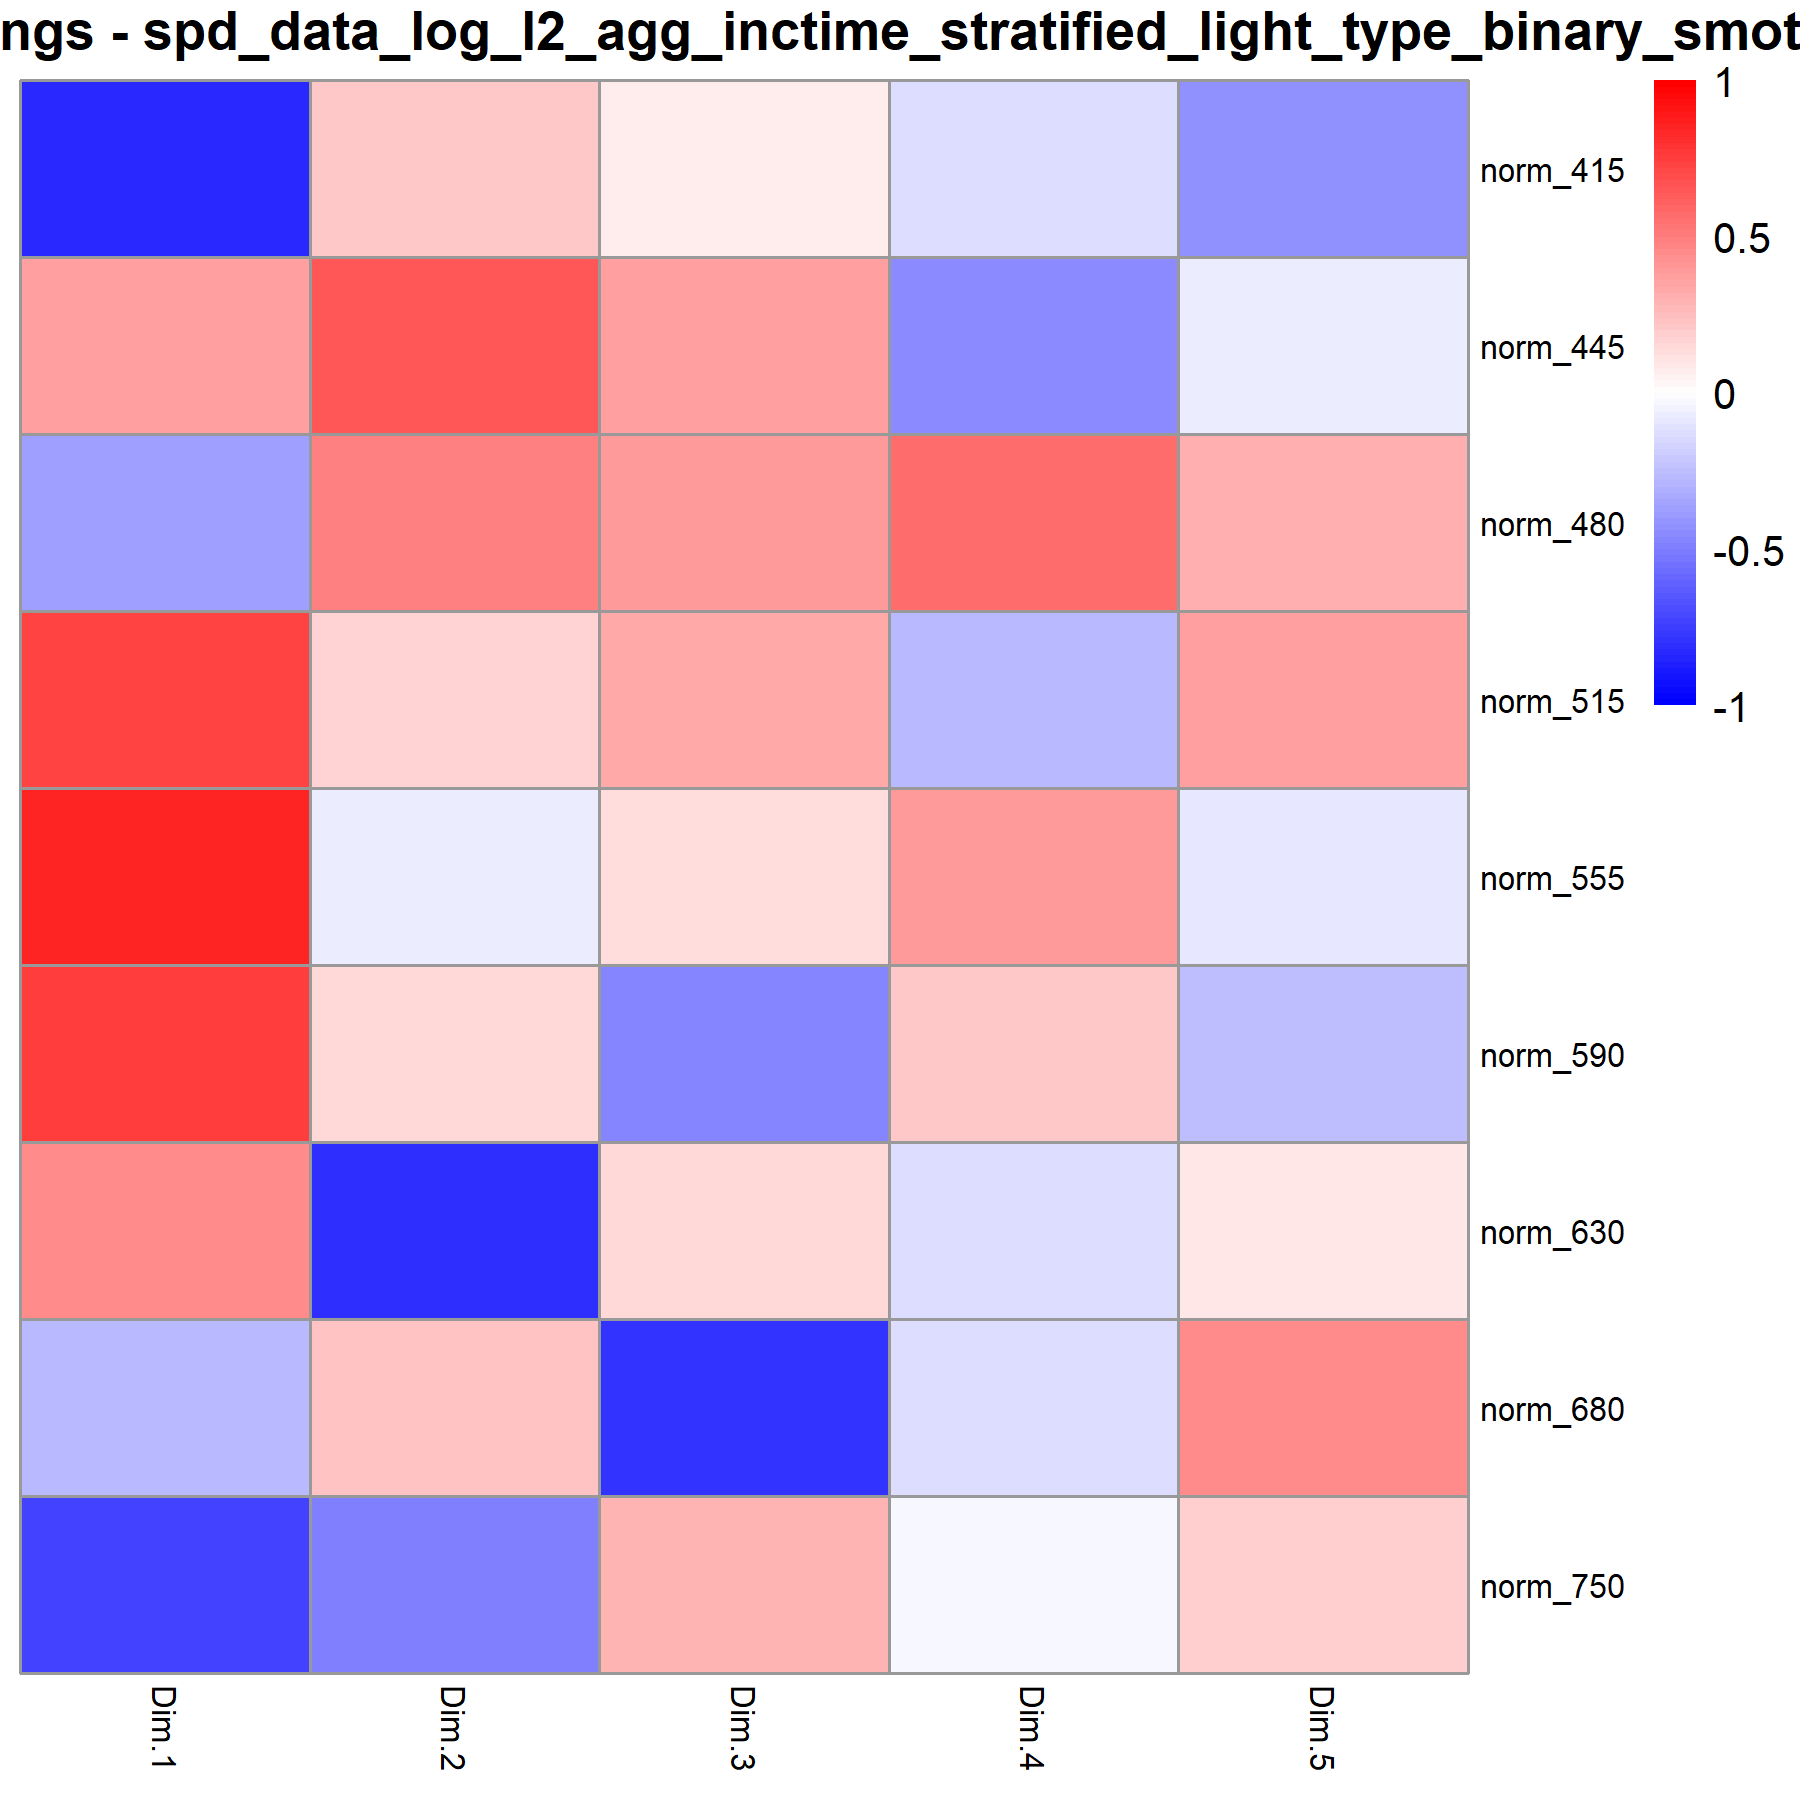 ngs - spd_data_log_l2_agg_inctime_stratified_light_type_binary_smot
1
0.5
0
-0.5
-1
norm_415
norm_445
norm_480
norm_515
norm_555
norm_590
norm_630
norm_680
norm_750
Dim.1
Dim.2
Dim.3
Dim.4
Dim.5